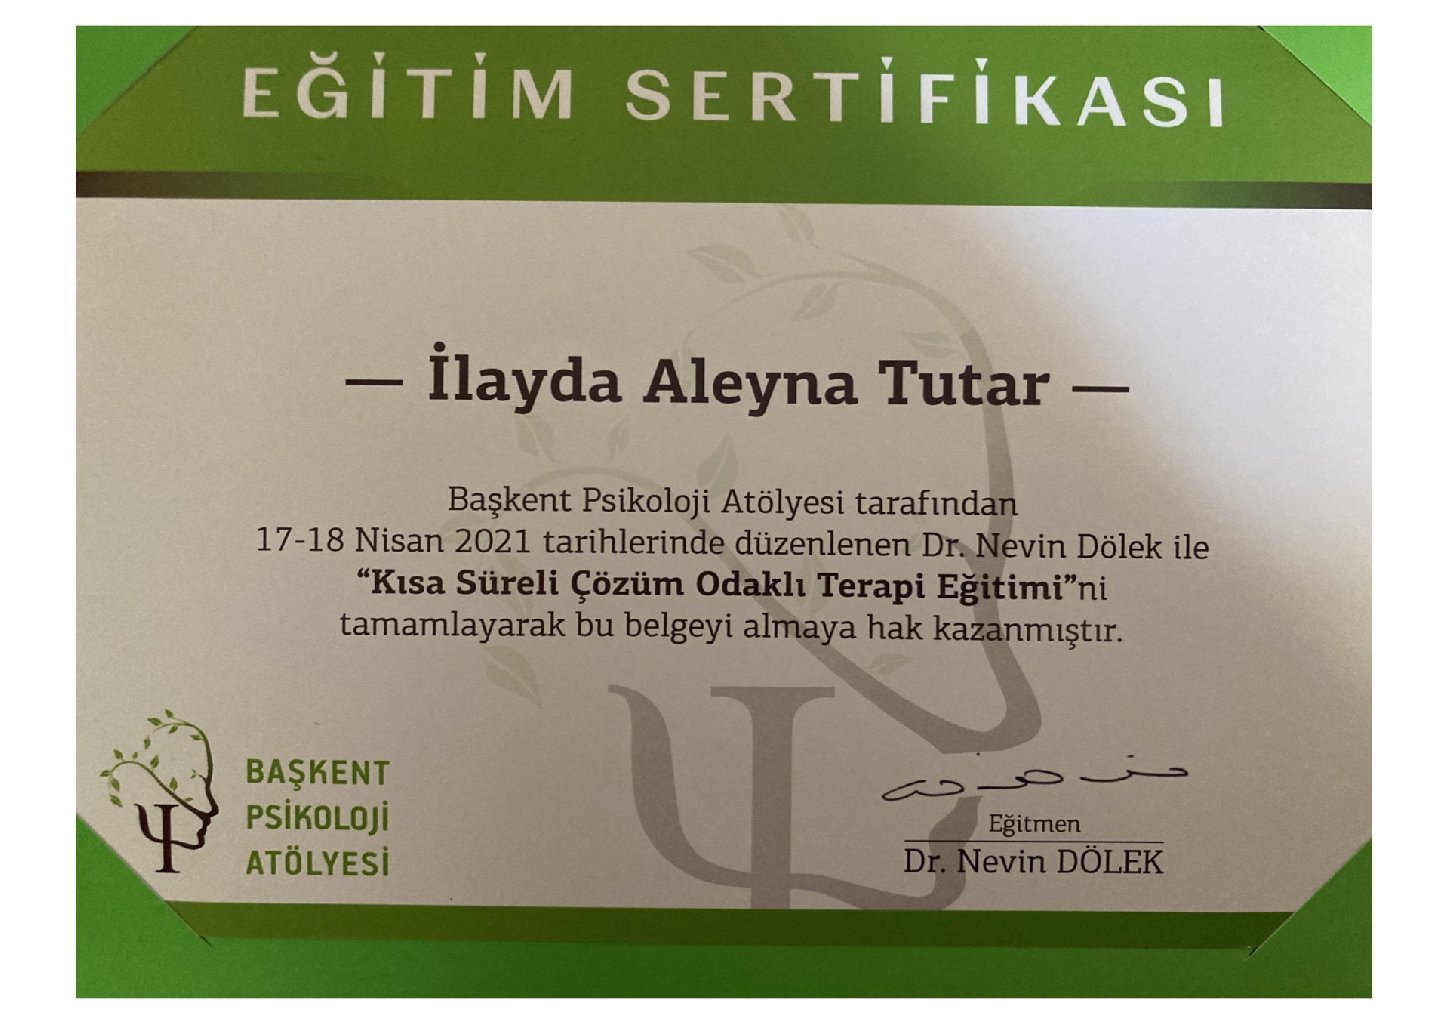 EĞİTİM SERTİFİKASI
— İlayda Aleyna Tutar —
Başkent Psikoloji Atölyesi tarafından
17-18 Nisan 2021 tarihlerinde düzenlenen Dr. Nevin Dölek ile
“Kısa Süreli Çözüm Odaklı Terapi Eğitimi”ni
tamamlayarak bu belgeyi almaya hak kazanmıştır.
BAŞKENT
PSİKOLOJİ
ATÖLYESİ
Eğitmen
Dr. Nevin DÖLEK